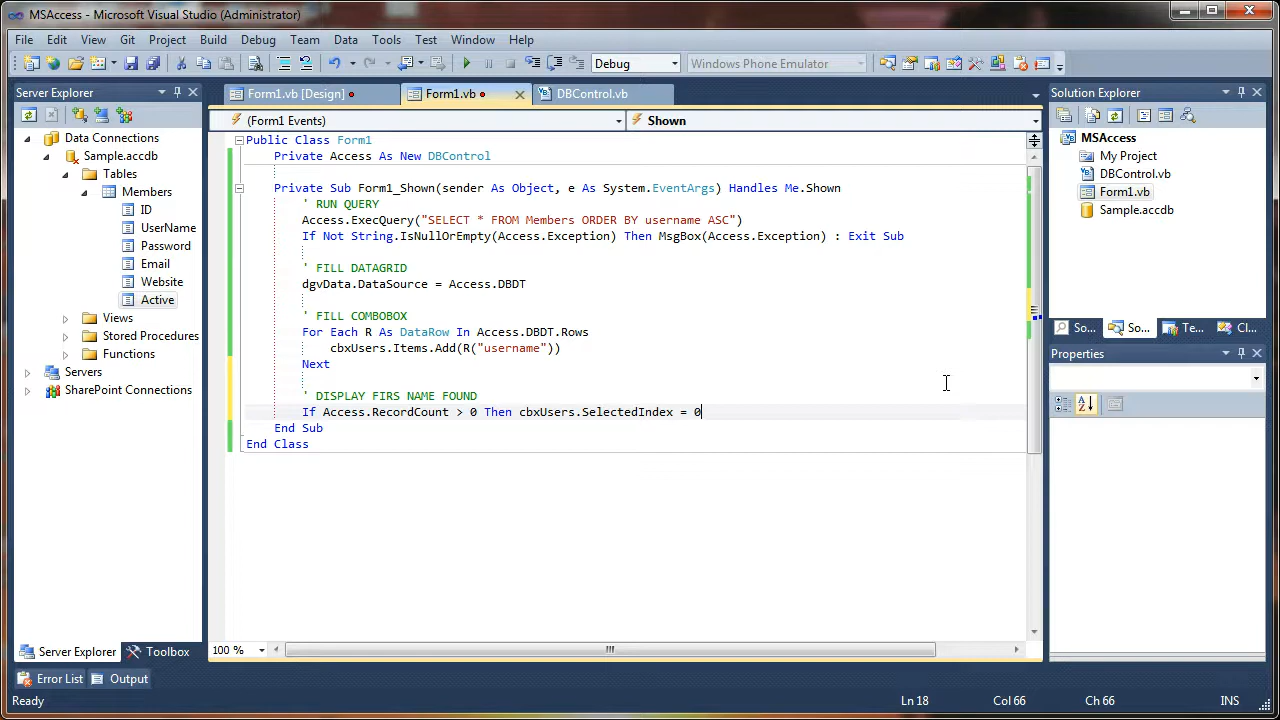 MSAccess - Microsoft Visual Studio (Administrator)
File Edit View Git Project Build Debug Team Data Tools Test Window Help
Debug Windows Phone Emulator
Server Explorer
Data Connections
Sample.accdb
Tables
Members
ID
UserName
Password
Email
Website
Active
Views
Stored Procedures
Functions
Servers
SharePoint Connections
Server Explorer Toolbox
Form1.vb [Design] Form1.vb DBControl.vb
(Form1 Events) Shown
Public Class Form1
Private Access As New DBControl
Private Sub Form1_Shown(sender As Object, e As System.EventArgs) Handles Me.Shown
' RUN QUERY
Access.ExecQuery("SELECT * FROM Members ORDER BY username ASC")
If Not String.IsNullOrEmpty(Access.Exception) Then MsgBox(Access.Exception) : Exit Sub
' FILL DATAGRID
dgvData.DataSource = Access.DBDT
' FILL COMBOBOX
For Each R As DataRow In Access.DBDT.Rows
cbxUsers.Items.Add(R("username"))
Next
' DISPLAY FIRS NAME FOUND
If Access.RecordCount > 0 Then cbxUsers.SelectedIndex = 0
End Sub
End Class
100 %
Solution Explorer
MSAccess
My Project
DBControl.vb
Form1.vb
Sample.accdb
So... So... Te... Cl...
Properties
Error List Output
Ready Ln 18 Col 66 Ch 66 INS